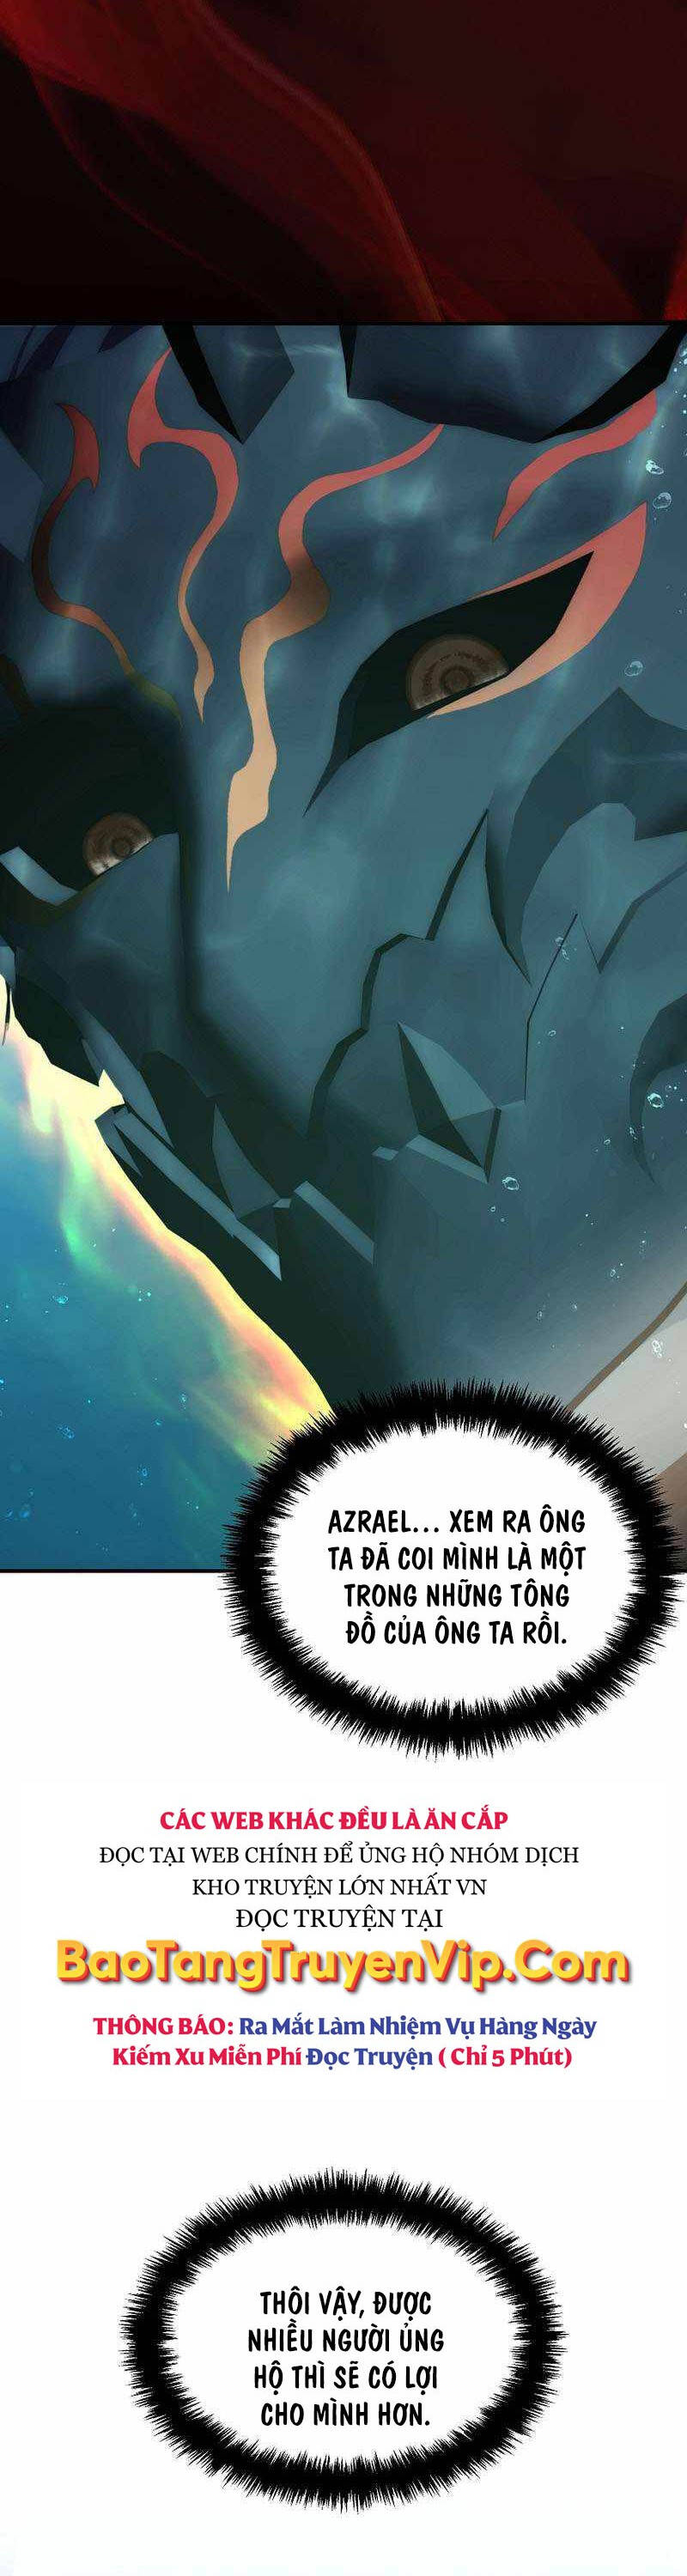 AZRAEL... XEM RA ÔNG
TA ĐÃ COI MÌNH LÀ MỘT
TRONG NHỮNG TÔNG
ĐỒ CỦA ÔNG TA RỒI.
CÁC WEB KHÁC ĐỀU LÀ ĂN CẮP
ĐỌC TẠI WEB CHÍNH ĐỂ ỦNG HỘ NHÓM DỊCH
KHO TRUYỆN LỚN NHẤT VN
ĐỌC TRUYỆN TẠI
BaoTangTruyenVip.Com
THÔNG BÁO: Ra Mắt Làm Nhiệm Vụ Hàng Ngày
Kiếm Xu Miễn Phí Đọc Truyện ( Chỉ 5 Phút)
THÔI VẬY, ĐƯỢC
NHIỀU NGƯỜI ỦNG
HỘ THÌ SẼ CÓ LỢI
CHO MÌNH HƠN.